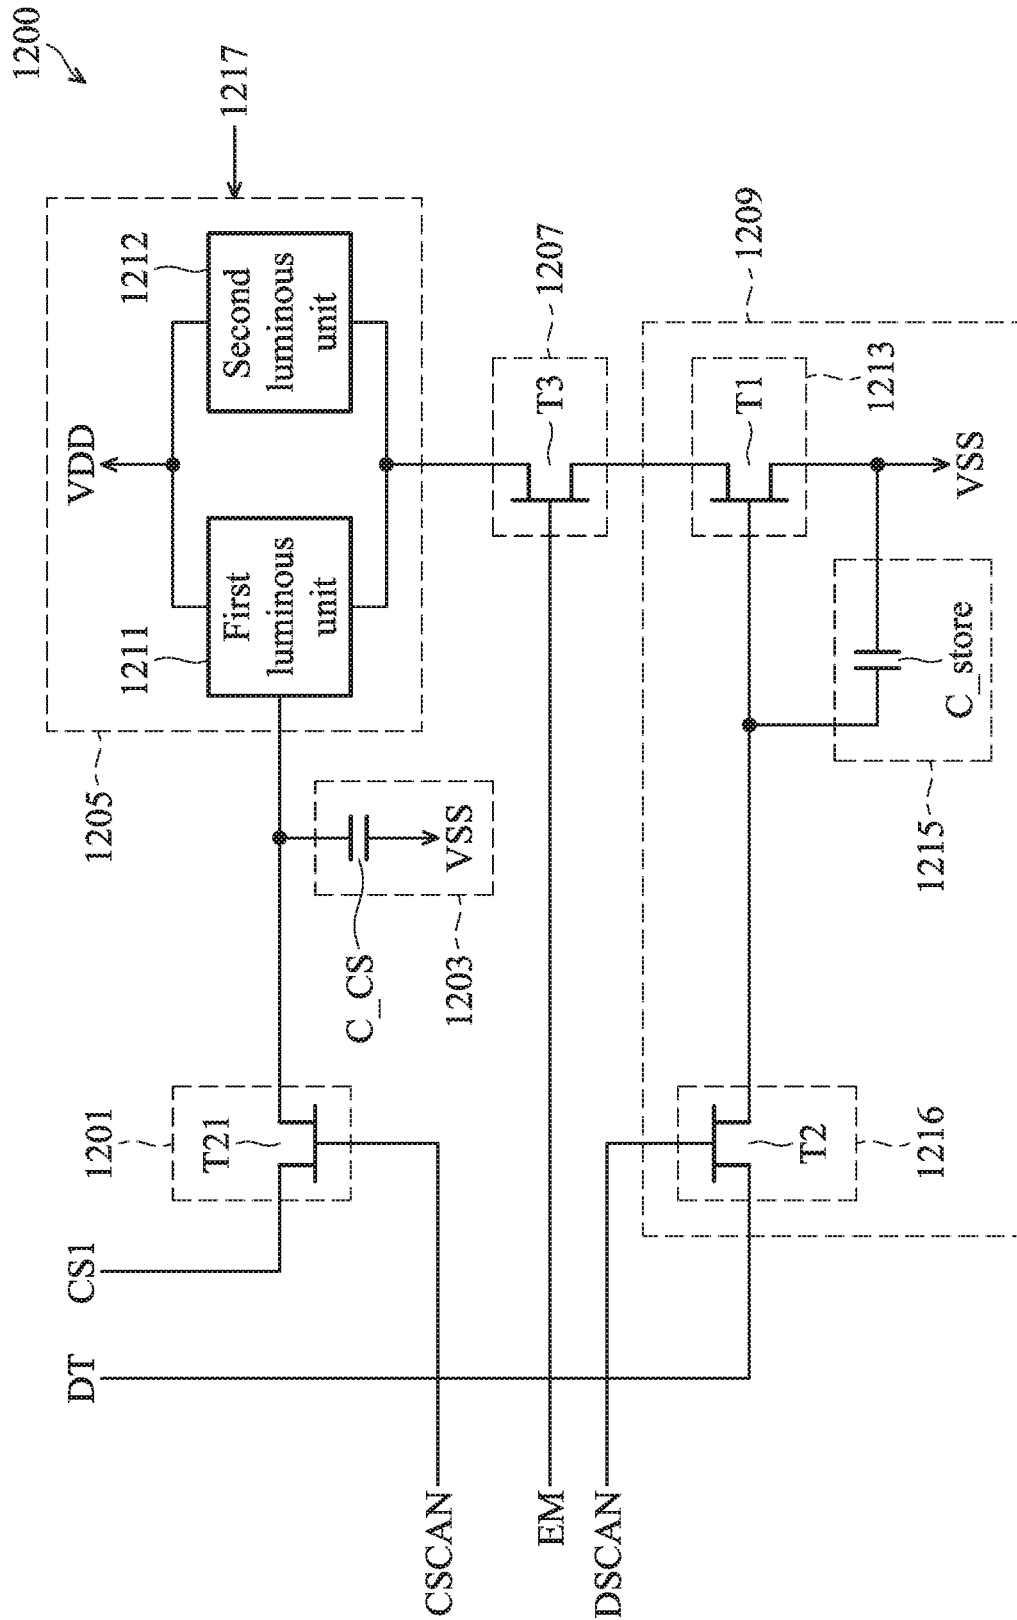 1200
1217
1205
VDD
1211
1212
First
luminous
unit
Second
luminous
unit
DT
CS1
1201
T21
C_CS
VSS
1203
1207
T3
CSCAN
EM
DSCAN
1209
T2
1216
T1
1213
C_store
1215
VSS